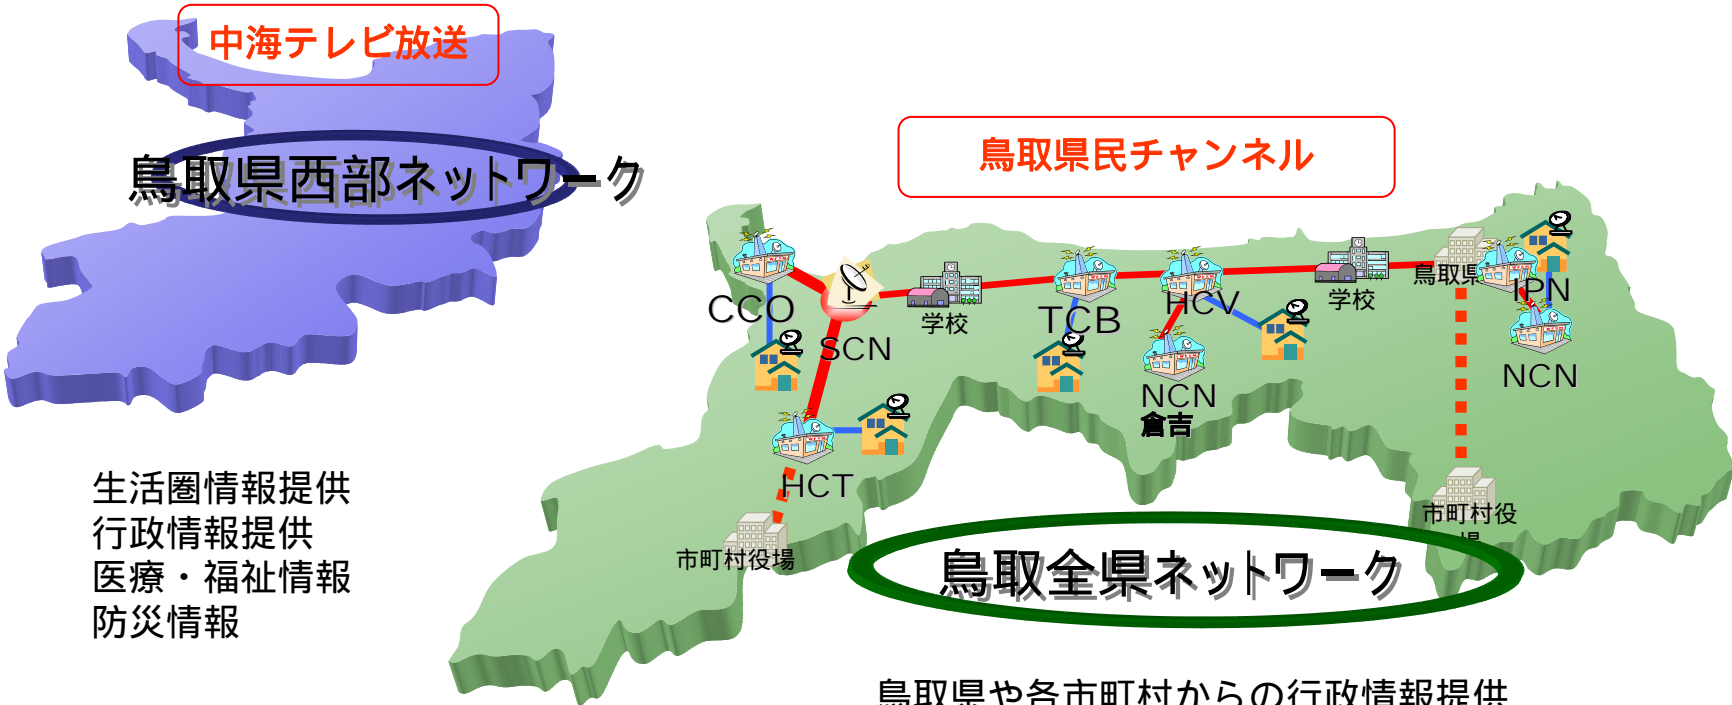 中海テレビ放送
鳥取県西部ネットワーク
鳥取県民チャンネル
CCO
SCN
学校
TCB
HCV
学校
鳥取県
IPN
NCN
NCN
倉吉
HCT
市町村役場
市町村役
場
鳥取全県ネットワーク
生活圏情報提供
行政情報提供
医療・福祉情報
防災情報
鳥取県や各市町村からの行政情報提供